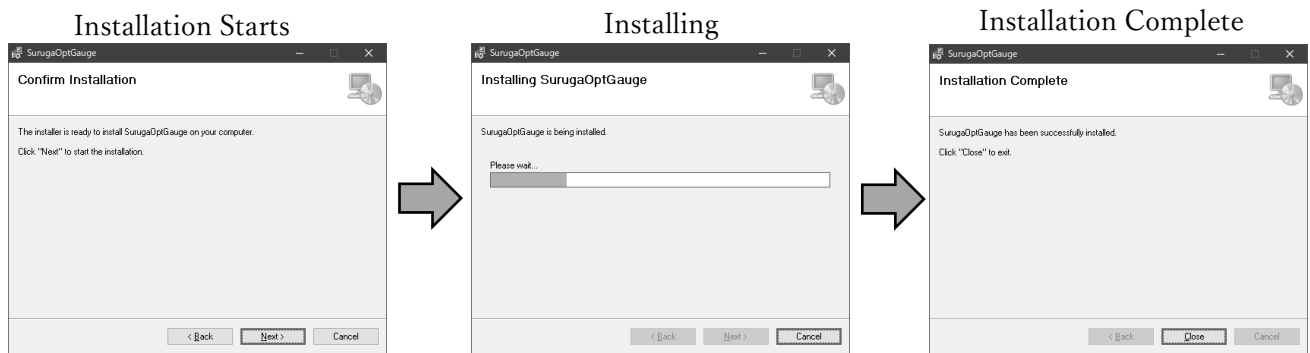 Installation Starts
SurugaOptGauge
Confirm Installation
The installer is ready to install SurugaOptGauge on your computer.
Click "Next" to start the installation.
< Back
Next >
Cancel
Installing
SurugaOptGauge
Installing SurugaOptGauge
SurugaOptGauge is being installed.
Please wait...
< Back
Next >
Cancel
Installation Complete
SurugaOptGauge
Installation Complete
SurugaOptGauge has been successfully installed.
Click "Close" to exit.
< Back
Close
Cancel